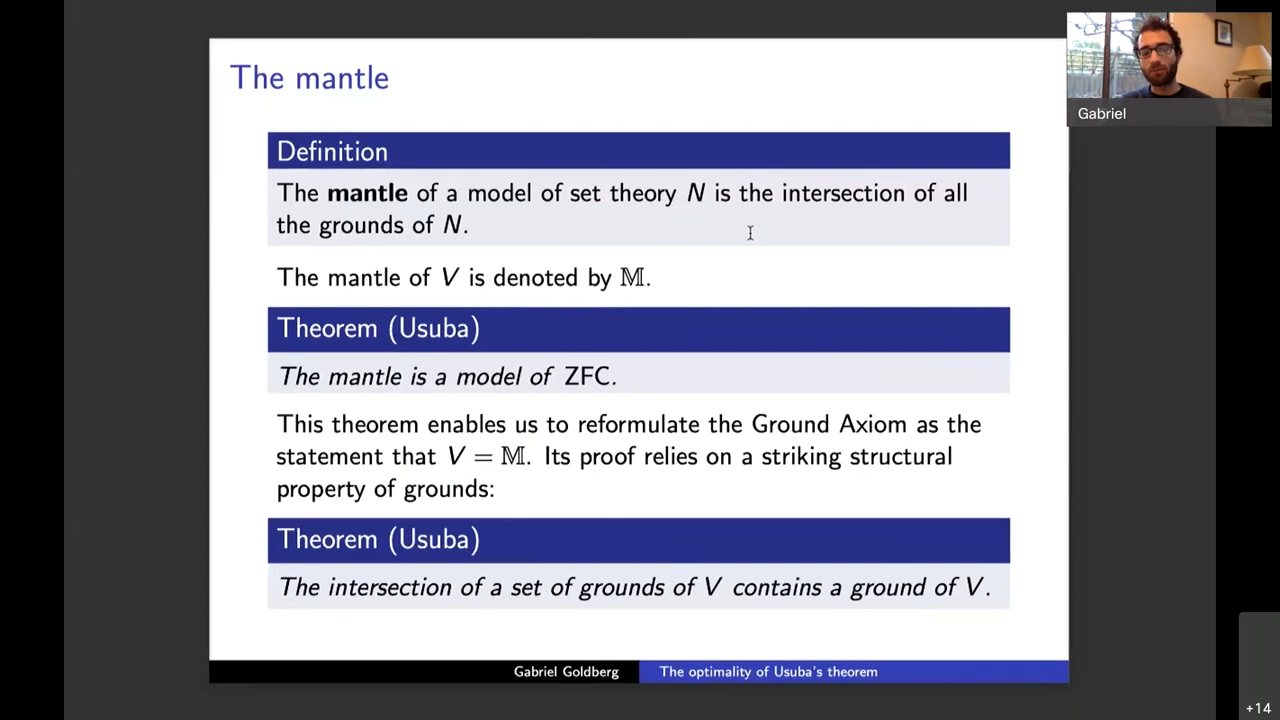 The mantle
Gabriel
Definition
The mantle of a model of set theory N is the intersection of all
the grounds of N.
The mantle of V is denoted by 𝕄.
Theorem (Usuba)
The mantle is a model of ZFC.
This theorem enables us to reformulate the Ground Axiom as the
statement that V = 𝕄. Its proof relies on a striking structural
property of grounds:
Theorem (Usuba)
The intersection of a set of grounds of V contains a ground of V.
Gabriel Goldberg
The optimality of Usuba's theorem
+14